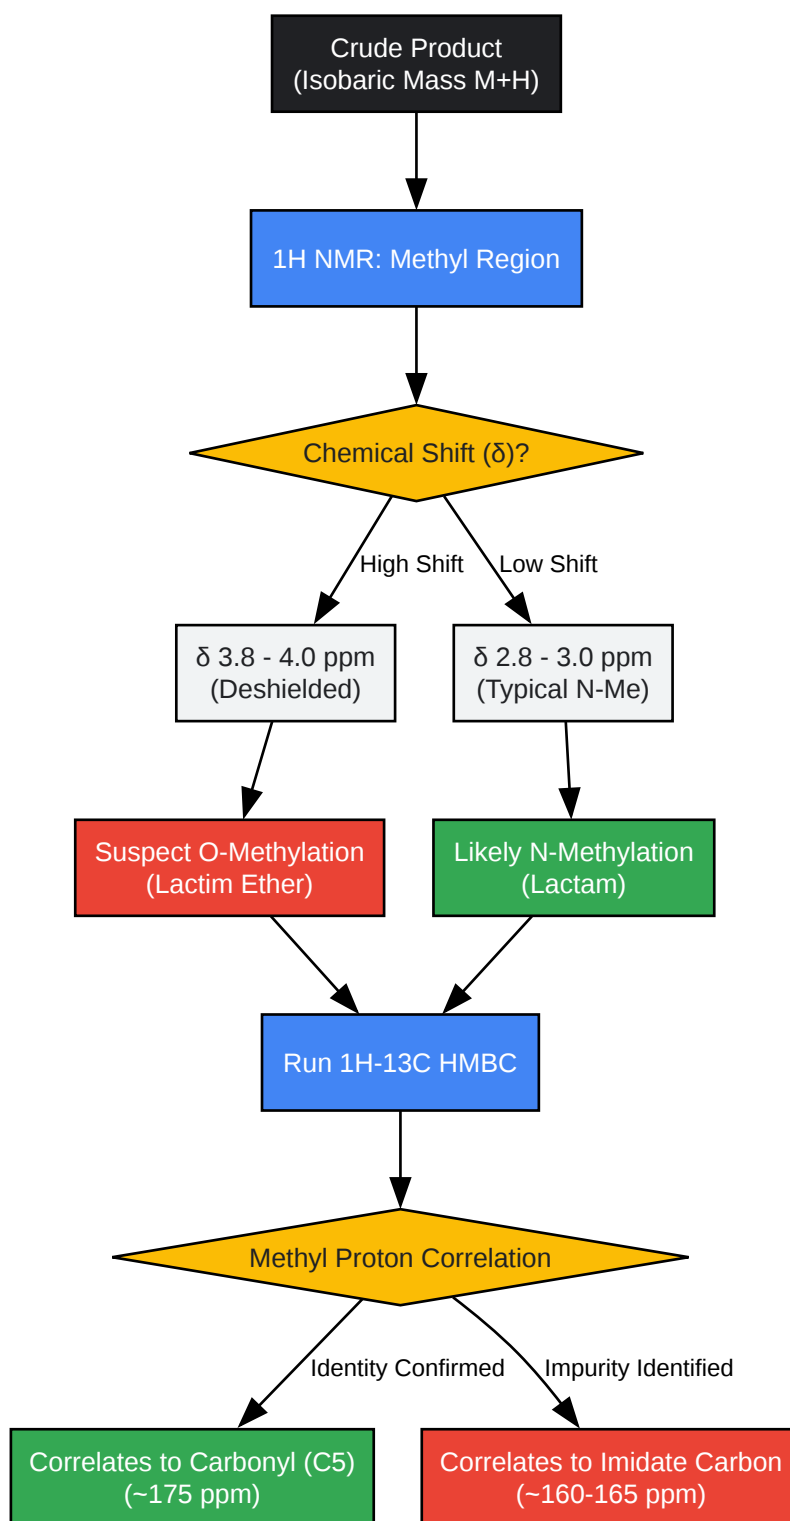 Crude Product
(Isobaric Mass M+H)
1H NMR: Methyl Region
Chemical Shift (δ)?
High Shift
Low Shift
δ 3.8 - 4.0 ppm
(Deshielded)
δ 2.8 - 3.0 ppm
(Typical N-Me)
Suspect O-Methylation
(Lactim Ether)
Likely N-Methylation
(Lactam)
Run 1H-13C HMBC
Methyl Proton Correlation
Identity Confirmed
Impurity Identified
Correlates to Carbonyl (C5)
(~175 ppm)
Correlates to Imidate Carbon
(~160-165 ppm)